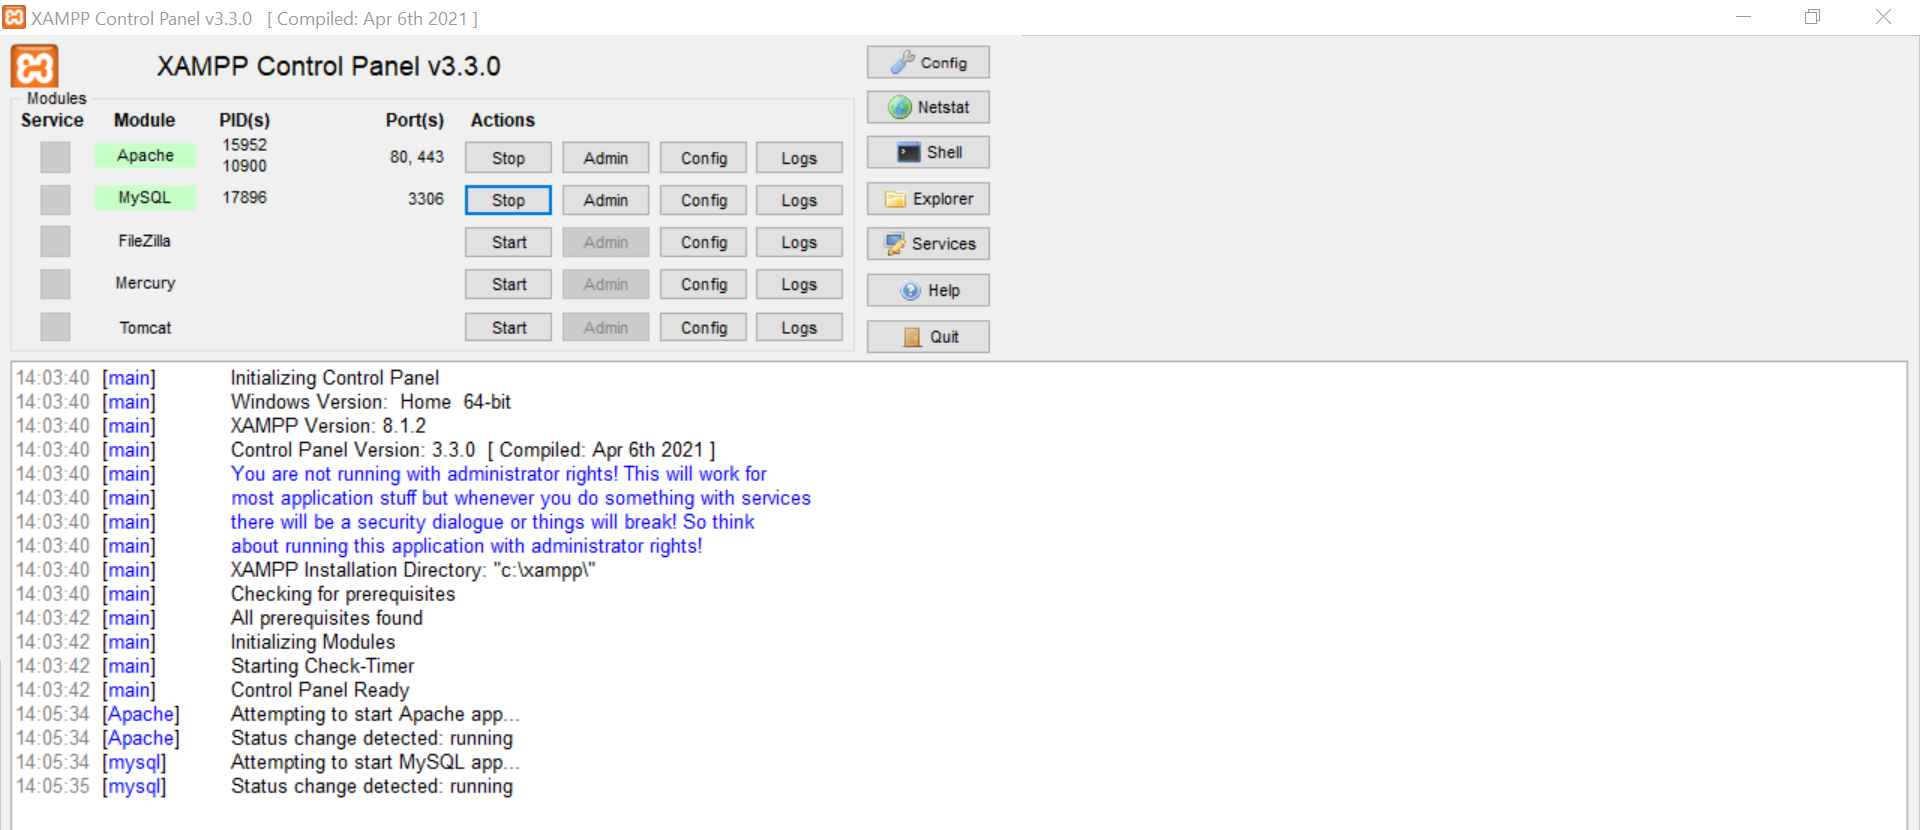 XAMPP Control Panel v3.3.0 [ Compiled: Apr 6th 2021 ]
XAMPP Control Panel v3.3.0
Modules
Service Module PID(s) Port(s) Actions
Apache 15952 10900 80, 443 Stop Admin Config Logs
MySQL 17896 3306 Stop Admin Config Logs
FileZilla Start Admin Config Logs
Mercury Start Admin Config Logs
Tomcat Start Admin Config Logs
Config
Netstat
Shell
Explorer
Services
Help
Quit
14:03:40 [main] Initializing Control Panel
14:03:40 [main] Windows Version: Home 64-bit
14:03:40 [main] XAMPP Version: 8.1.2
14:03:40 [main] Control Panel Version: 3.3.0 [ Compiled: Apr 6th 2021 ]
14:03:40 [main] You are not running with administrator rights! This will work for
14:03:40 [main] most application stuff but whenever you do something with services
14:03:40 [main] there will be a security dialogue or things will break! So think
14:03:40 [main] about running this application with administrator rights!
14:03:40 [main] XAMPP Installation Directory: "c:\xampp\"
14:03:40 [main] Checking for prerequisites
14:03:42 [main] All prerequisites found
14:03:42 [main] Initializing Modules
14:03:42 [main] Starting Check-Timer
14:03:42 [main] Control Panel Ready
14:05:34 [Apache] Attempting to start Apache app...
14:05:34 [Apache] Status change detected: running
14:05:34 [mysql] Attempting to start MySQL app...
14:05:35 [mysql] Status change detected: running